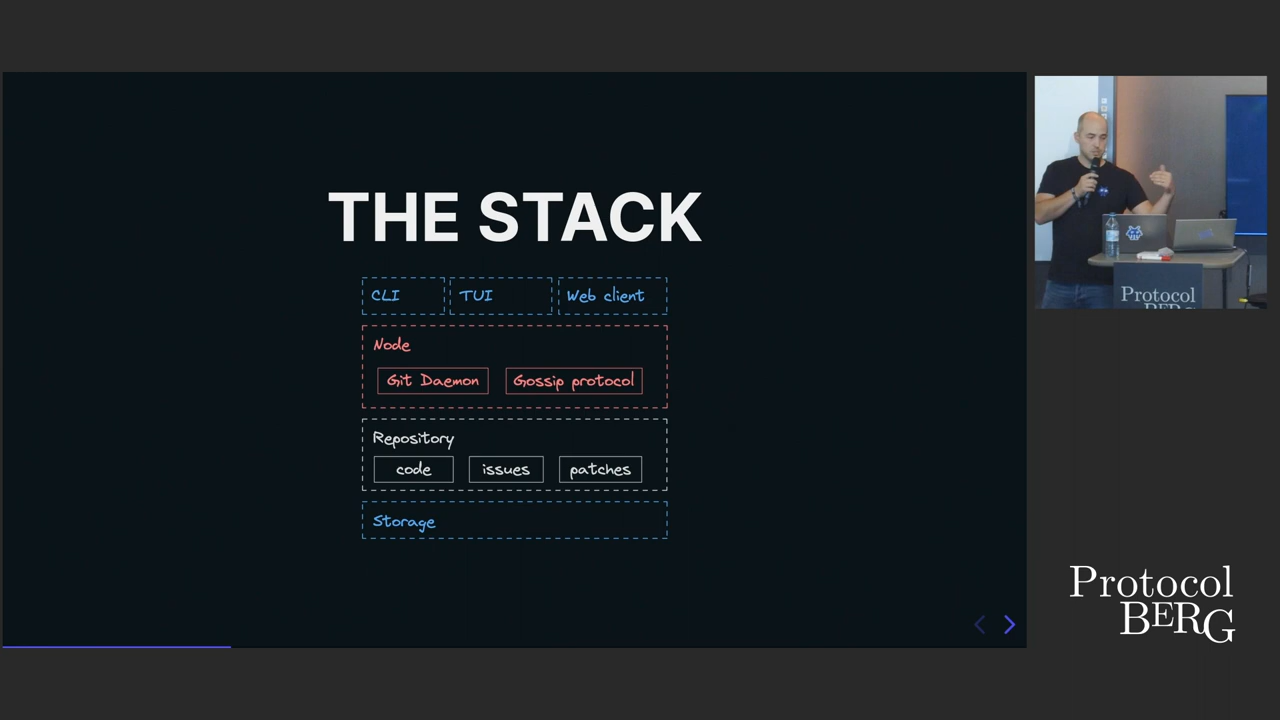 THE STACK
CLI TUI Web client
Node
Git Daemon Gossip protocol
Repository
code issues patches
Storage
Protocol
BERG
Protocol
BERG